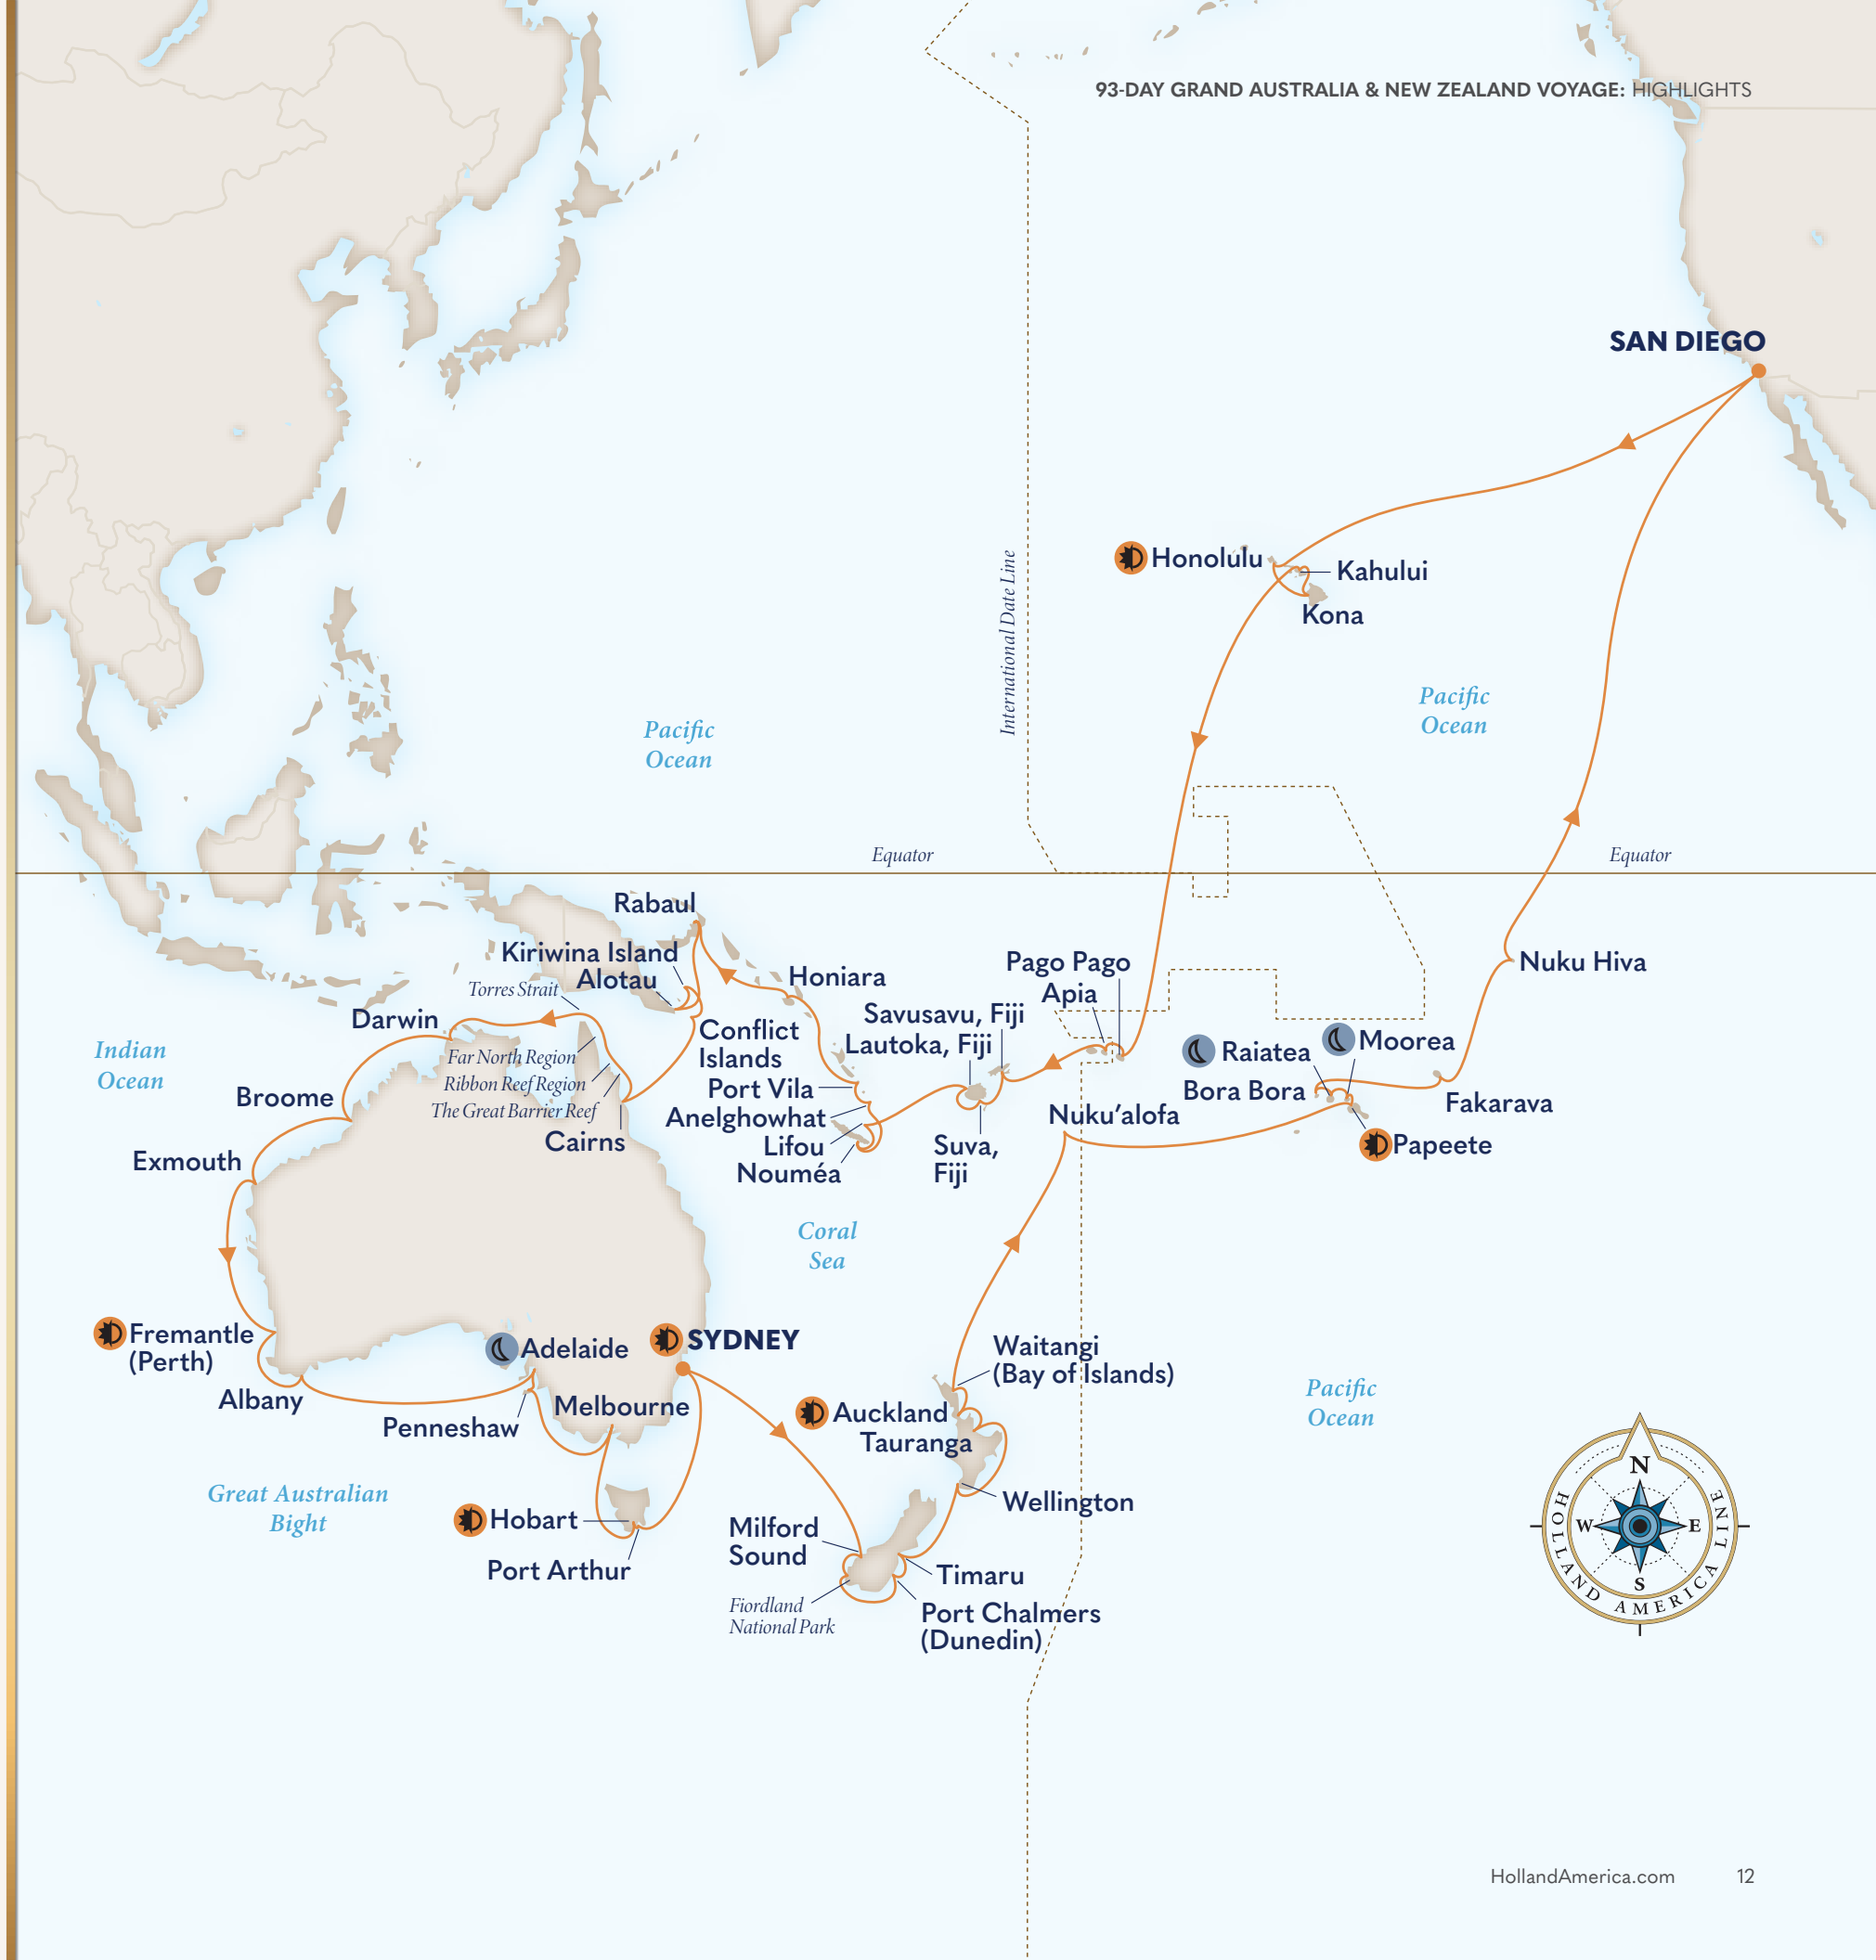 93-DAY GRAND AUSTRALIA & NEW ZEALAND VOYAGE: HIGHLIGHTS
SAN DIEGO
Honolulu
Kahului
Kona
International Date Line
Pacific
Ocean
Pacific
Ocean
Equator
Equator
Rabaul
Kiriwina Island
Alotau
Torres Strait
Honiara
Pago Pago
Apia
Nuku Hiva
Darwin
Savusavu, Fiji
Lautoka, Fiji
Conflict
Islands
Indian
Ocean
Far North Region
Ribbon Reef Region
The Great Barrier Reef
Raiatea
Moorea
Bora Bora
Fakarava
Broome
Port Vila
Anelghowhat
Lifou
Nouméa
Nuku’alofa
Cairns
Suva,
Fiji
Papeete
Exmouth
Coral
Sea
Fremantle
(Perth)
Adelaide
SYDNEY
Waitangi
(Bay of Islands)
Albany
Penneshaw
Melbourne
Auckland
Tauranga
Pacific
Ocean
Great Australian
Bight
Hobart
Port Arthur
Wellington
Milford
Sound
Timaru
Fiordland
National Park
Port Chalmers
(Dunedin)
N
W
E
S
HOLLAND AMERICA LINE
HollandAmerica.com
12